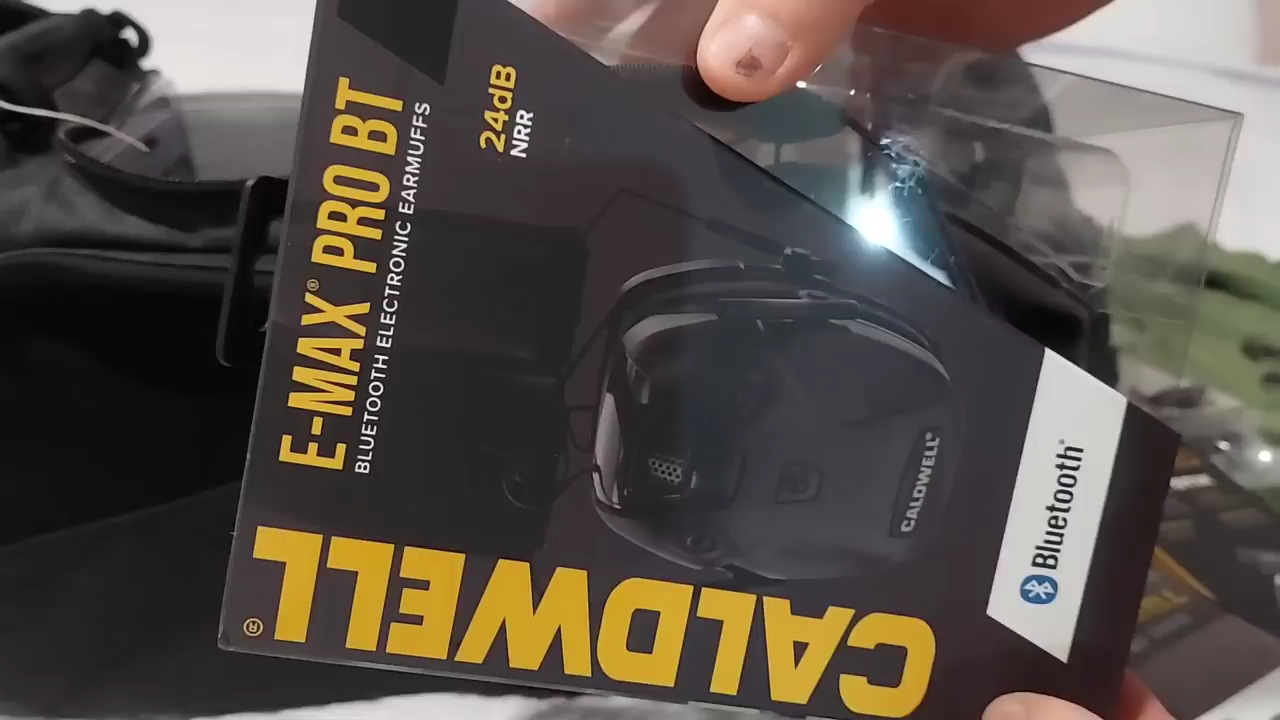 CALDWELL®
E-MAX® PRO BT
BLUETOOTH ELECTRONIC EARMUFFS
24dB
NRR
CALDWELL®
Bluetooth®